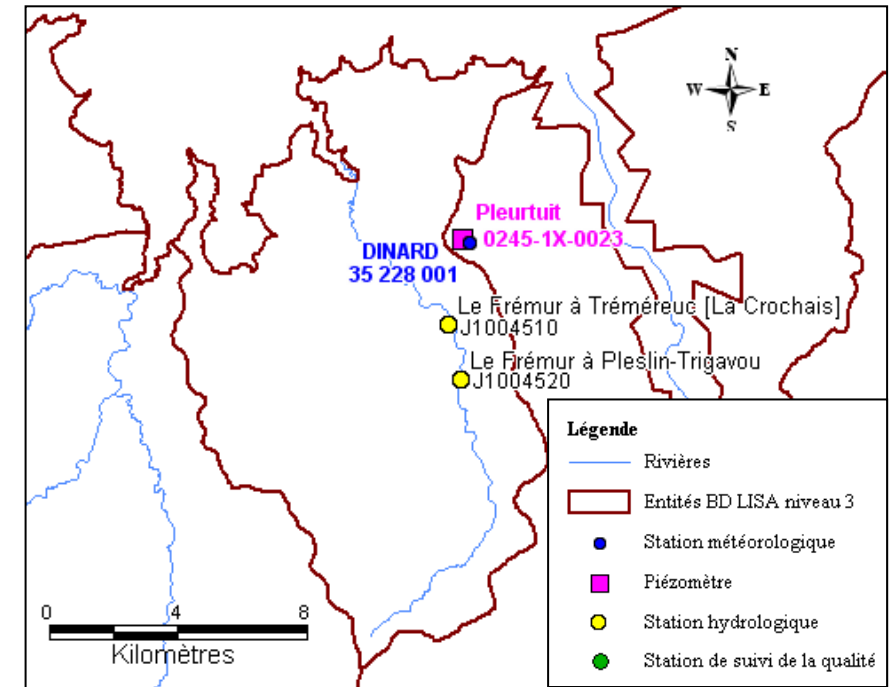 N
W E
S
Pleurtuit
0245-1X-0023
DINARD
35 228 001
Le Frémur à Tréméreuc [La Crochais]
J1004510
Le Frémur à Pleslin-Trigavou
J1004520
Légende
Rivières
Entités BD LISA niveau 3
Station météorologique
Piézomètre
Station hydrologique
Station de suivi de la qualité
0 4 8
Kilomètres